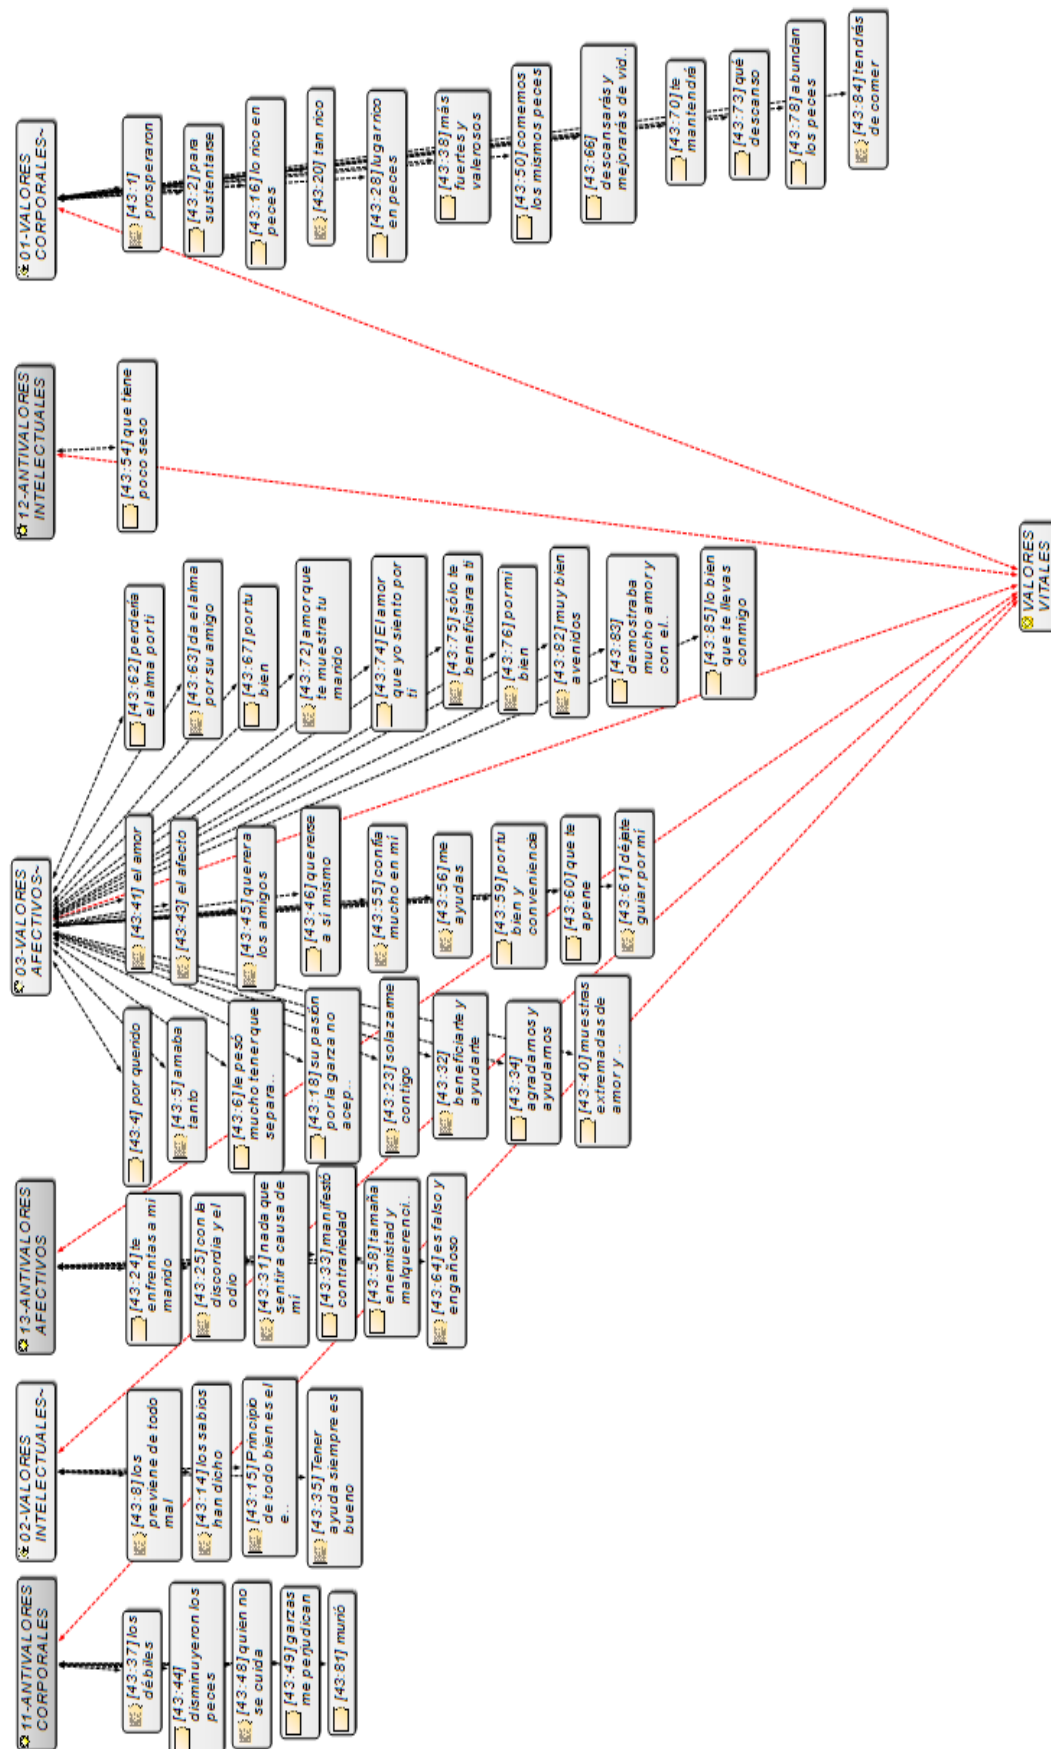 11-ANTIVALORES
CORPORALES
[43:37] los
débiles
[43:44]
disminuyeron los
peces
[43:48] quien no
se cuida
[43:49] garzas
me perjudican
[43:81] murió
02-VALORES
INTELECTUALES~
[43:8] los
previene de todo
mal
[43:14] los sabios
han dicho
[43:15] Principio
de todo bien es el
e..
[43:35] Tener
ayuda siempre es
bueno
13-ANTIVALORES
AFECTIVOS
[43:24] te
enfrentas a mi
marido
[43:25] con la
discordia y el
odio
[43:31] nada que
sentir a causa de
mí
[43:33] manifestó
contrariedad
[43:58] tamaña
enemistad y
malquerenci..
[43:64] es falso y
engañoso
03-VALORES
AFECTIVOS~
[43:4] por querido
[43:5] amaba
tanto
[43:6] le pesó
mucho tener que
separa..
[43:18] su pasión
por la garza no
acep..
[43:23] solazarme
contigo
[43:32]
beneficiarte y
ayudarte
[43:34]
agradarnos y
ayudarnos
[43:40] muestras
extremadas de
amor y ..
[43:41] el amor
[43:43] el afecto
[43:45] querer a
los amigos
[43:46] quererse
a sí mismo
[43:55] confía
mucho en mí
[43:56] me
ayudas
[43:59] por tu
bien y
conveniencia
[43:60] que te
apene
[43:61] déjate
guiar por mí
[43:62] perdería
el alma por ti
[43:63] da el alma
por su amigo
[43:67] por tu
bien
[43:72] amor que
te muestra tu
marido
[43:74] El amor
que yo siento por
ti
[43:75] sólo te
beneficiara a ti
[43:76] por mi
bien
[43:82] muy bien
avenidos
[43:83]
demostraba
mucho amor y
con el..
[43:85] lo bien
que te llevas
conmigo
12-ANTIVALORES
INTELECTUALES
[43:54] que tiene
poco seso
01-VALORES
CORPORALES~
[43:1]
prosperaron
[43:2] para
sustentarse
[43:16] lo rico en
peces
[43:20] tan rico
[43:28] lugar rico
en peces
[43:38] más
fuertes y
valerosos
[43:50] comemos
los mismos peces
[43:66]
descansarás y
mejorarás de vid..
[43:70] te
mantendrá
[43:73] qué
descanso
[43:78] abundan
los peces
[43:84] tendrás
de comer
VALORES
VITALES